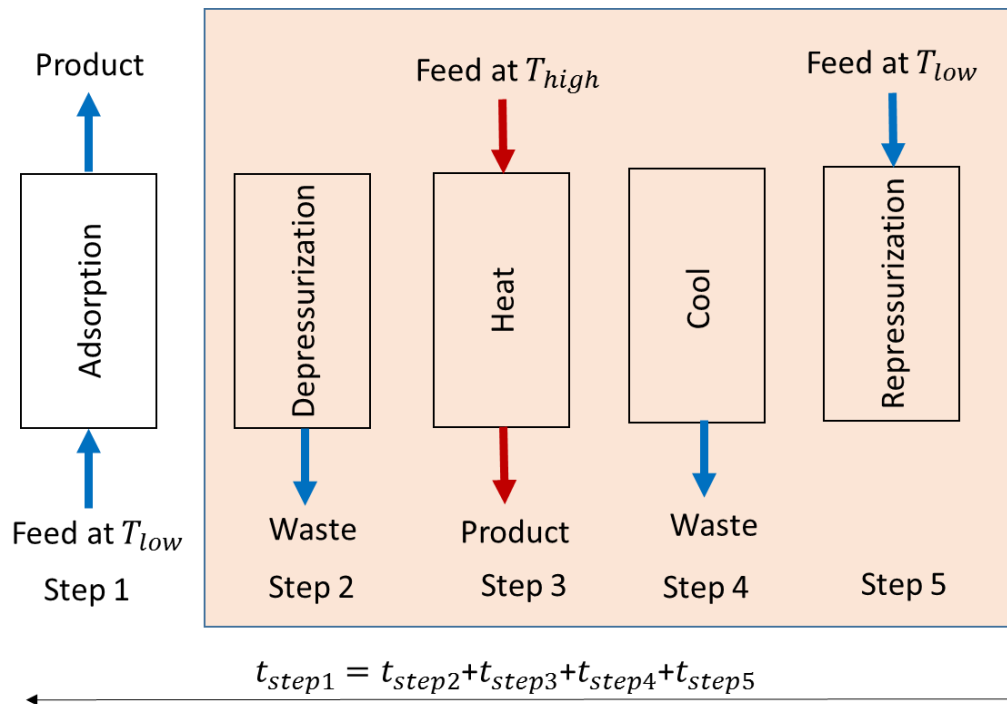 Product
Adsorption
Feed at T_low
Step 1
Depressurization
Waste
Step 2
Feed at T_high
Heat
Product
Step 3
Cool
Waste
Step 4
Feed at T_low
Repressurization
Step 5
t_step1 = t_step2+t_step3+t_step4+t_step5